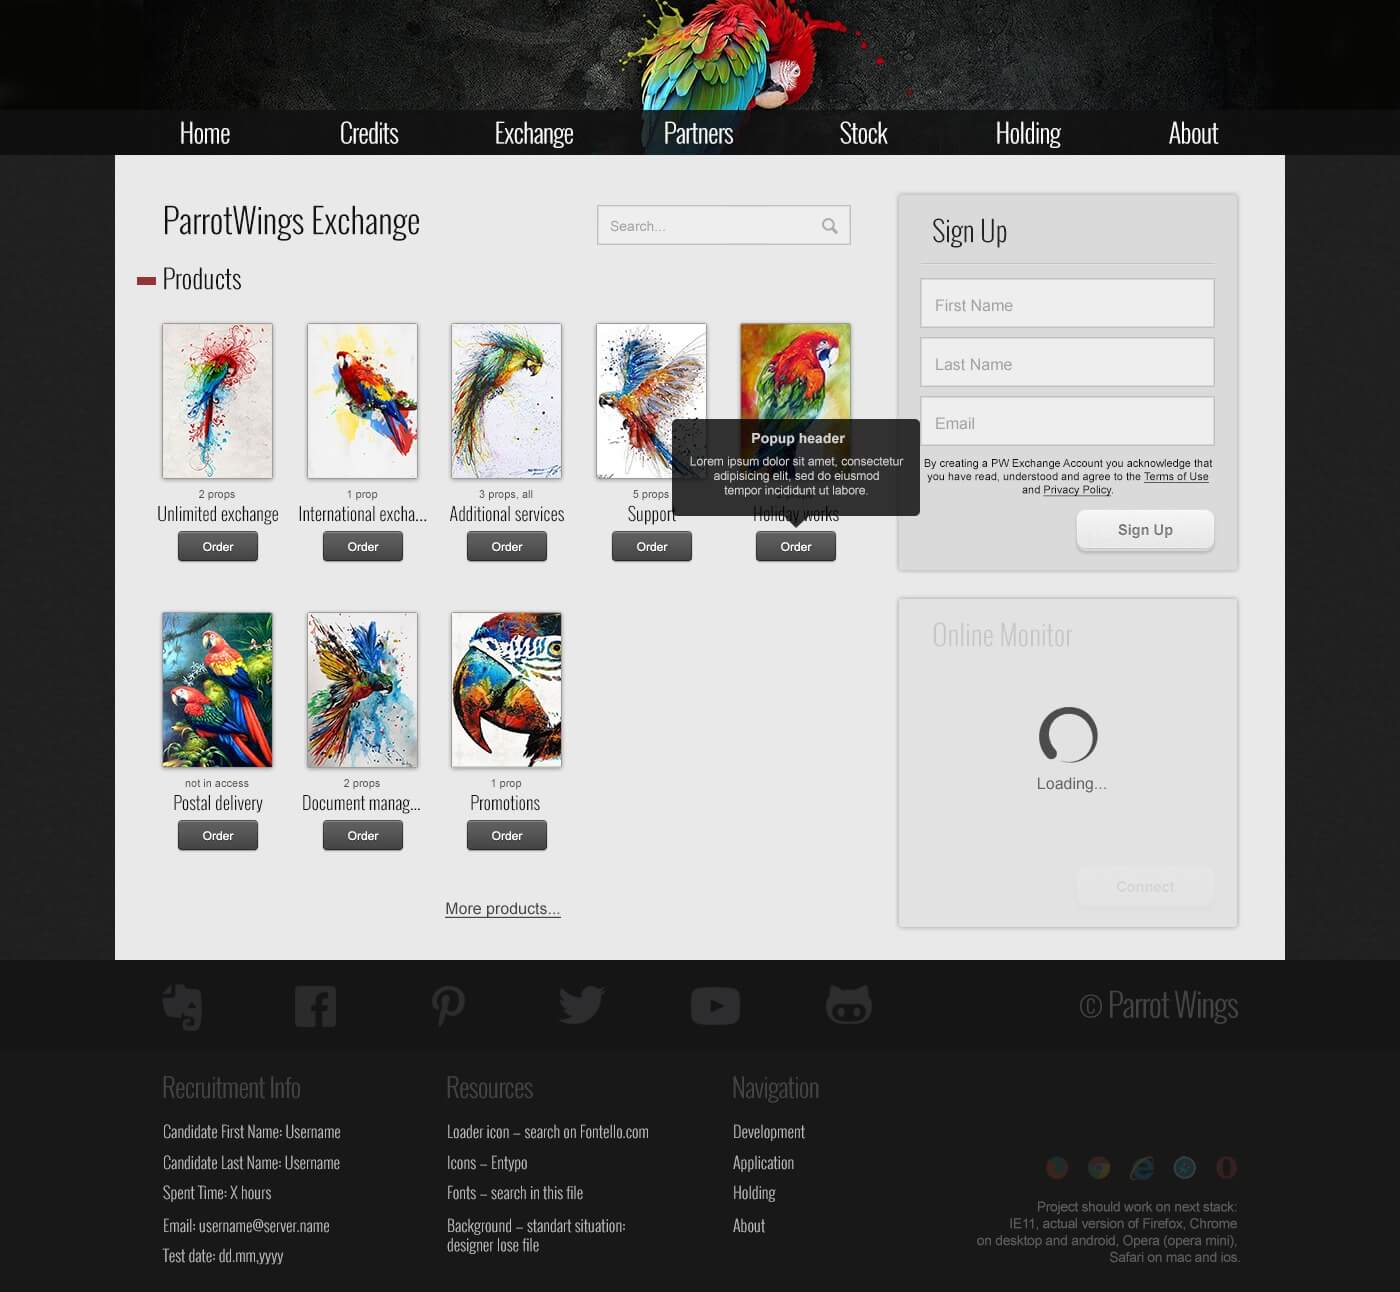 Home Credits Exchange Partners Stock Holding About
ParrotWings Exchange
Search...
Products
2 props
Unlimited exchange
Order
1 prop
International excha...
Order
3 props, all
Additional services
Order
5 props
Support
Order
Popup header
Lorem ipsum dolor sit amet, consectetur
adipisicing elit, sed do eiusmod
tempor incididunt ut labore.
Holiday works
Order
not in access
Postal delivery
Order
2 props
Document manag...
Order
1 prop
Promotions
Order
More products...
Sign Up
First Name
Last Name
Email
By creating a PW Exchange Account you acknowledge that
you have read, understood and agree to the Terms of Use
and Privacy Policy.
Sign Up
Online Monitor
Loading...
Connect
© Parrot Wings
Recruitment Info
Candidate First Name: Username
Candidate Last Name: Username
Spent Time: X hours
Email: username@server.name
Test date: dd.mm,yyyy
Resources
Loader icon – search on Fontello.com
Icons – Entypo
Fonts – search in this file
Background – standart situation:
designer lose file
Navigation
Development
Application
Holding
About
Project should work on next stack:
IE11, actual version of Firefox, Chrome
on desktop and android, Opera (opera mini),
Safari on mac and ios.